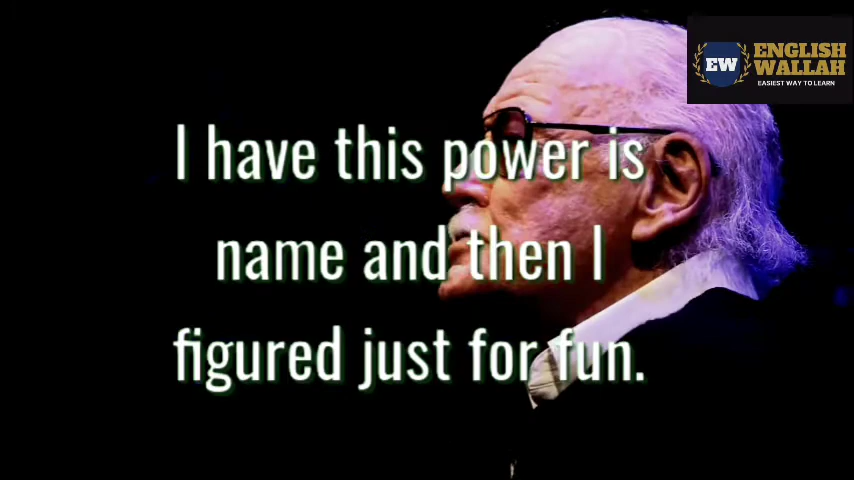 EW
ENGLISH
WALLAH
EASIEST WAY TO LEARN
I have this power is
name and then I
figured just for fun.